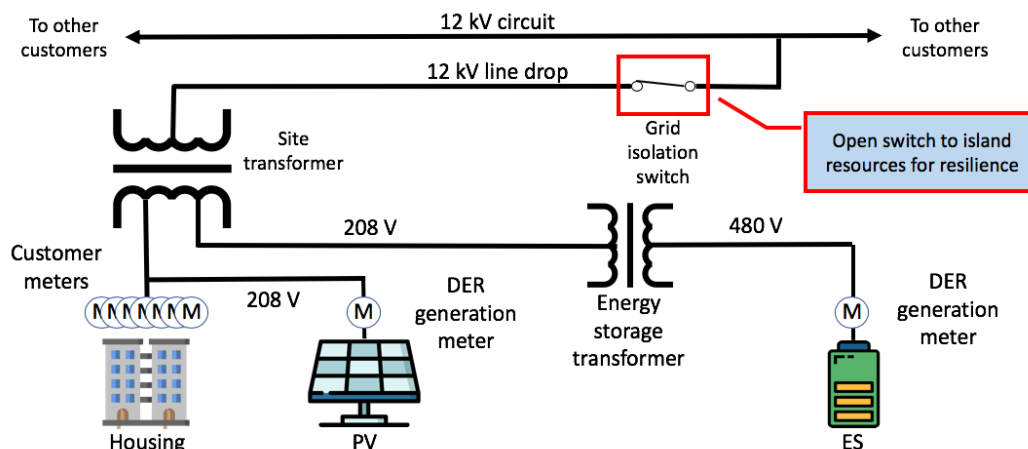 To other
customers
12 kV circuit
To other
customers
12 kV line drop
Site
transformer
Grid
isolation
switch
Open switch to island
resources for resilience
208 V
480 V
Customer
meters
208 V
DER
generation
meter
Energy
storage
transformer
DER
generation
meter
M M M M M M M
M
M
Housing
PV
ES